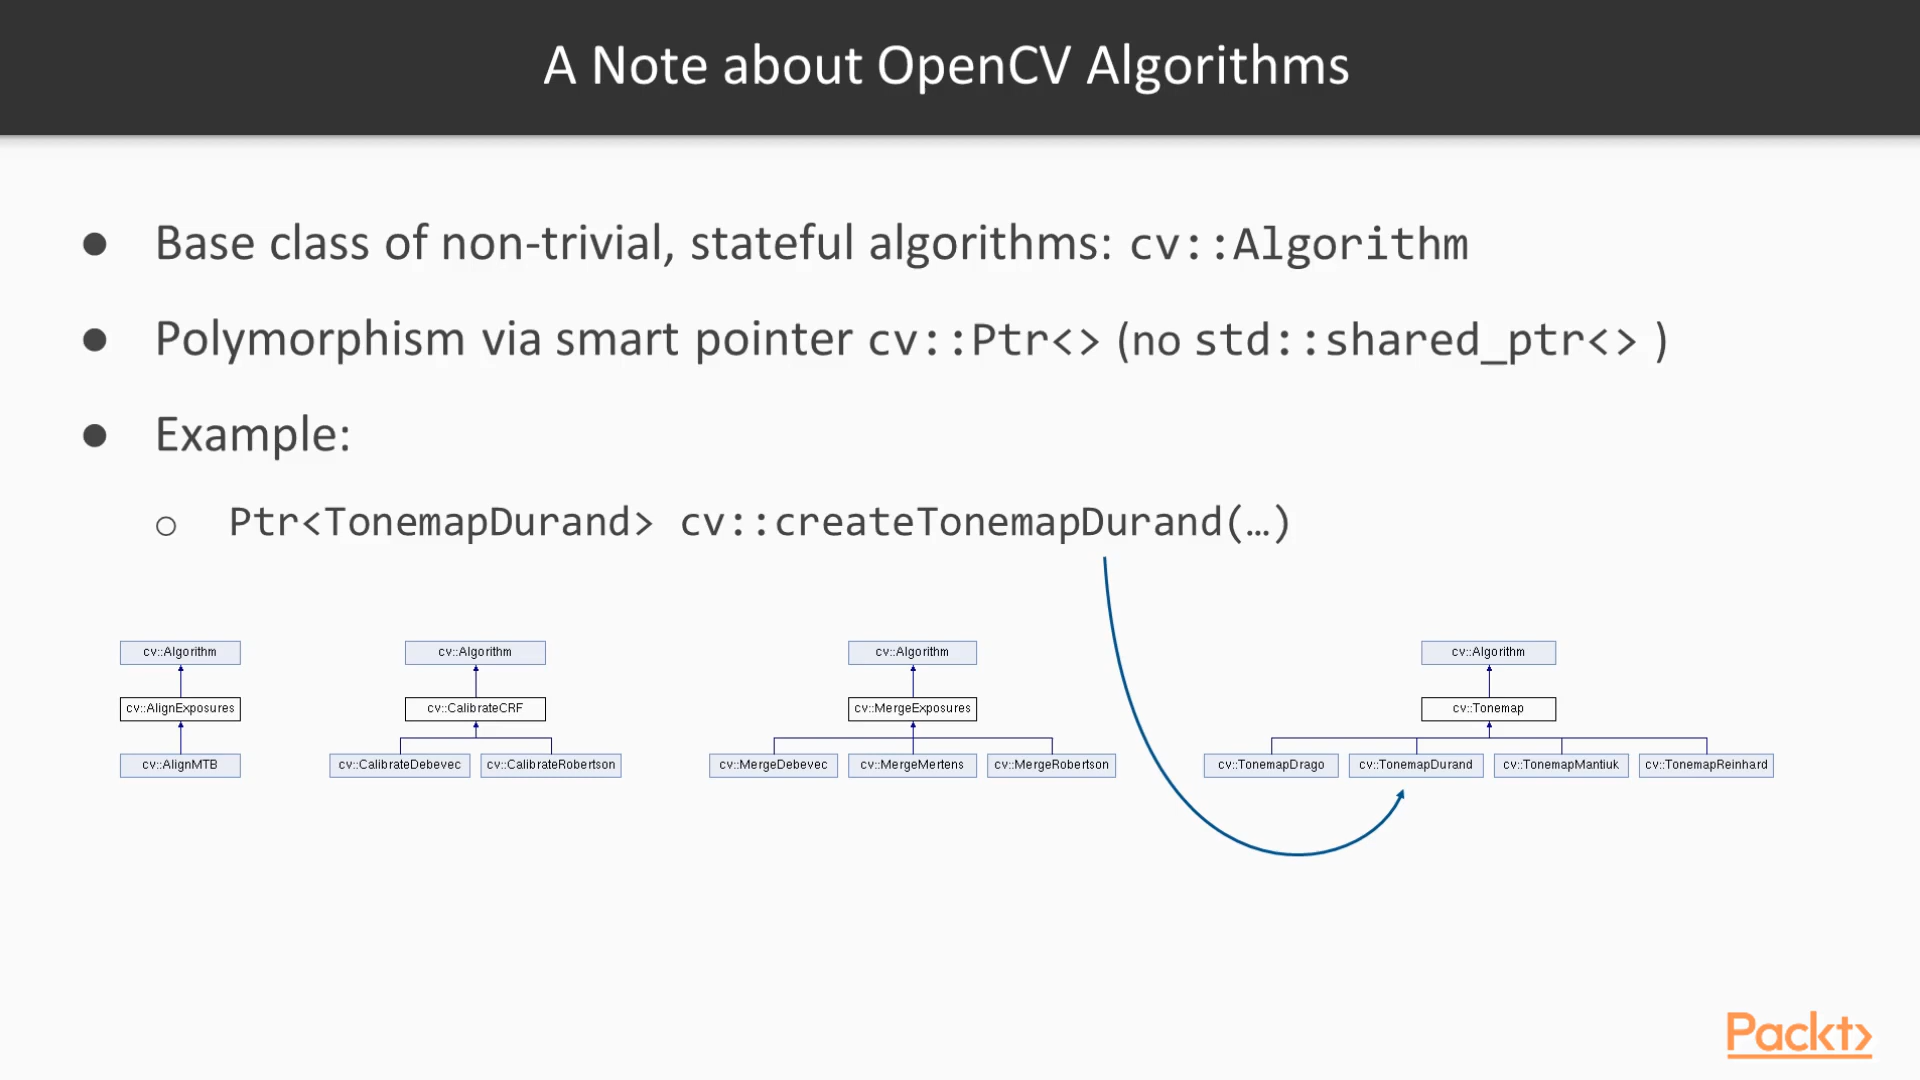 A Note about OpenCV Algorithms
● Base class of non-trivial, stateful algorithms: cv::Algorithm
● Polymorphism via smart pointer cv::Ptr<> (no std::shared_ptr<> )
● Example:
○ Ptr<TonemapDurand> cv::createTonemapDurand(…)
cv::Algorithm cv::Algorithm cv::Algorithm cv::Algorithm
cv::AlignExposures cv::CalibrateCRF cv::MergeExposures cv::Tonemap
cv::AlignMTB cv::CalibrateDebevec cv::CalibrateRobertson cv::MergeDebevec cv::MergeMertens cv::MergeRobertson cv::TonemapDrago cv::TonemapDurand cv::TonemapMantiuk cv::TonemapReinhard
Packt>